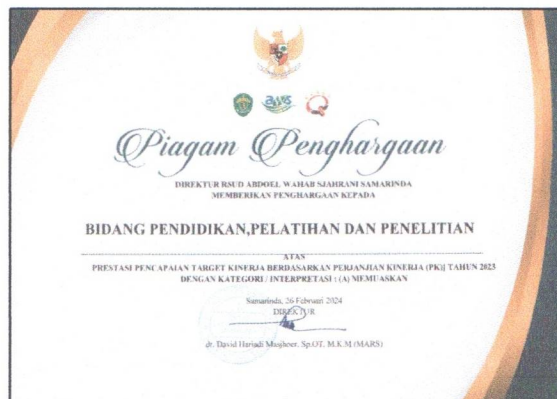 Piagam Penghargaan
DIREKTUR RSUD ABDOEL WAHAB SJAHRANI SAMARINDA
MEMBERIKAN PENGHARGAAN KEPADA
BIDANG PENDIDIKAN,PELATIHAN DAN PENELITIAN
ATAS
PRESTASI PENCAPAIAN TARGET KINERJA BERDASARKAN PERJANJIAN KINERJA (PK)] TAHUN 2023
DENGAN KATEGORI / INTERPRETASI : (A) MEMUASKAN
Samarinda, 26 Februari 2024
DIREKTUR
dr. David Hariadi Masjhoer, Sp.OT, M.K.M (MARS)